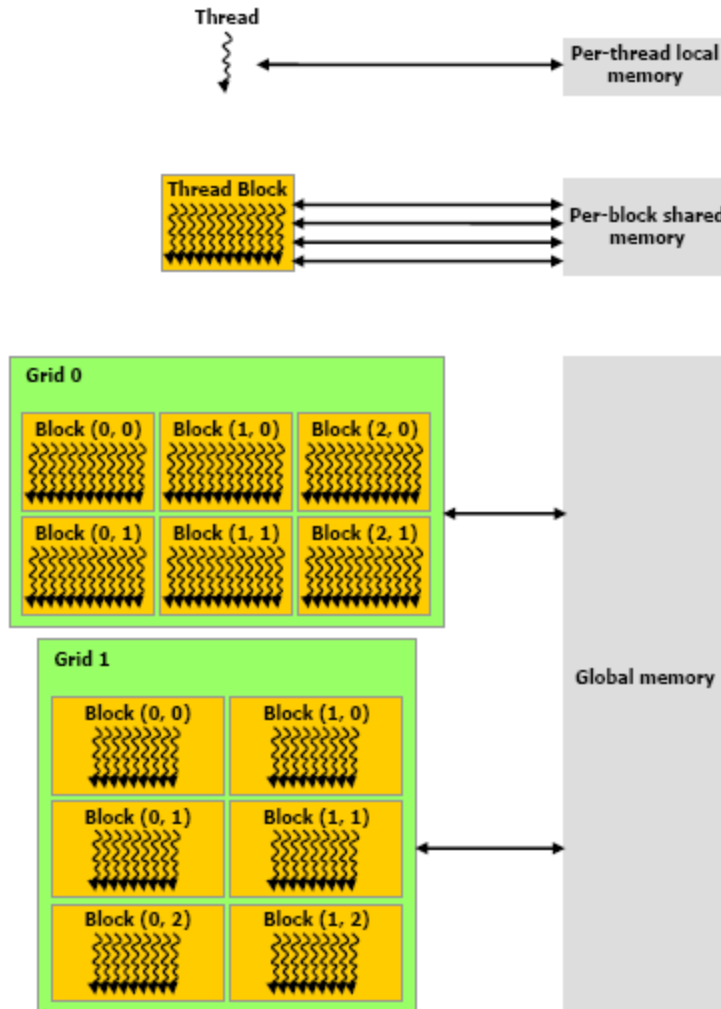 Thread
Per-thread local
memory
Thread Block
Per-block shared
memory
Grid 0
Block (0, 0) Block (1, 0) Block (2, 0)
Block (0, 1) Block (1, 1) Block (2, 1)
Grid 1
Global memory
Block (0, 0) Block (1, 0)
Block (0, 1) Block (1, 1)
Block (0, 2) Block (1, 2)